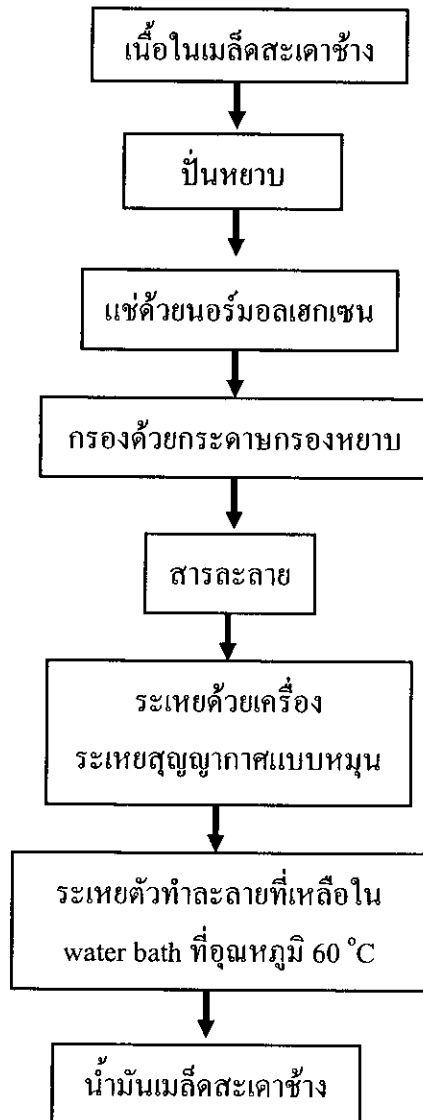 เนื้อในเมล็ดสะเดาช้าง
ปั่นหยาบ
แช่ด้วยนอร์มอลเฮกเซน
กรองด้วยกระดาษกรองหยาบ
สารละลาย
ระเหยด้วยเครื่อง
ระเหยสุญญากาศแบบหมุน
ระเหยตัวทำละลายที่เหลือใน
water bath ที่อุณหภูมิ 60 °C
น้ำมันเมล็ดสะเดาช้าง